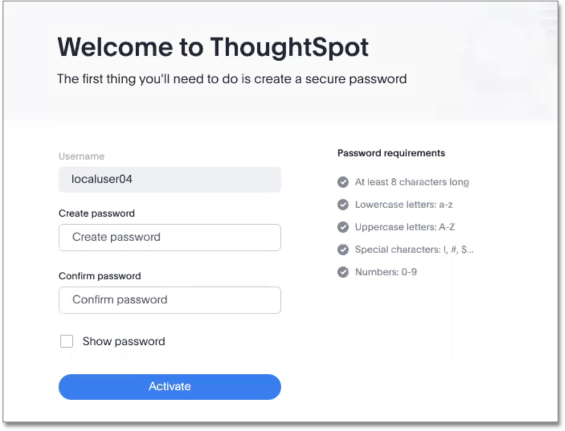 Welcome to ThoughtSpot
The first thing you'll need to do is create a secure password
Username
localuser04
Create password
Create password
Confirm password
Confirm password
Show password
Activate
Password requirements
At least 8 characters long
Lowercase letters: a-z
Uppercase letters: A-Z
Special characters: !, #, $...
Numbers: 0-9